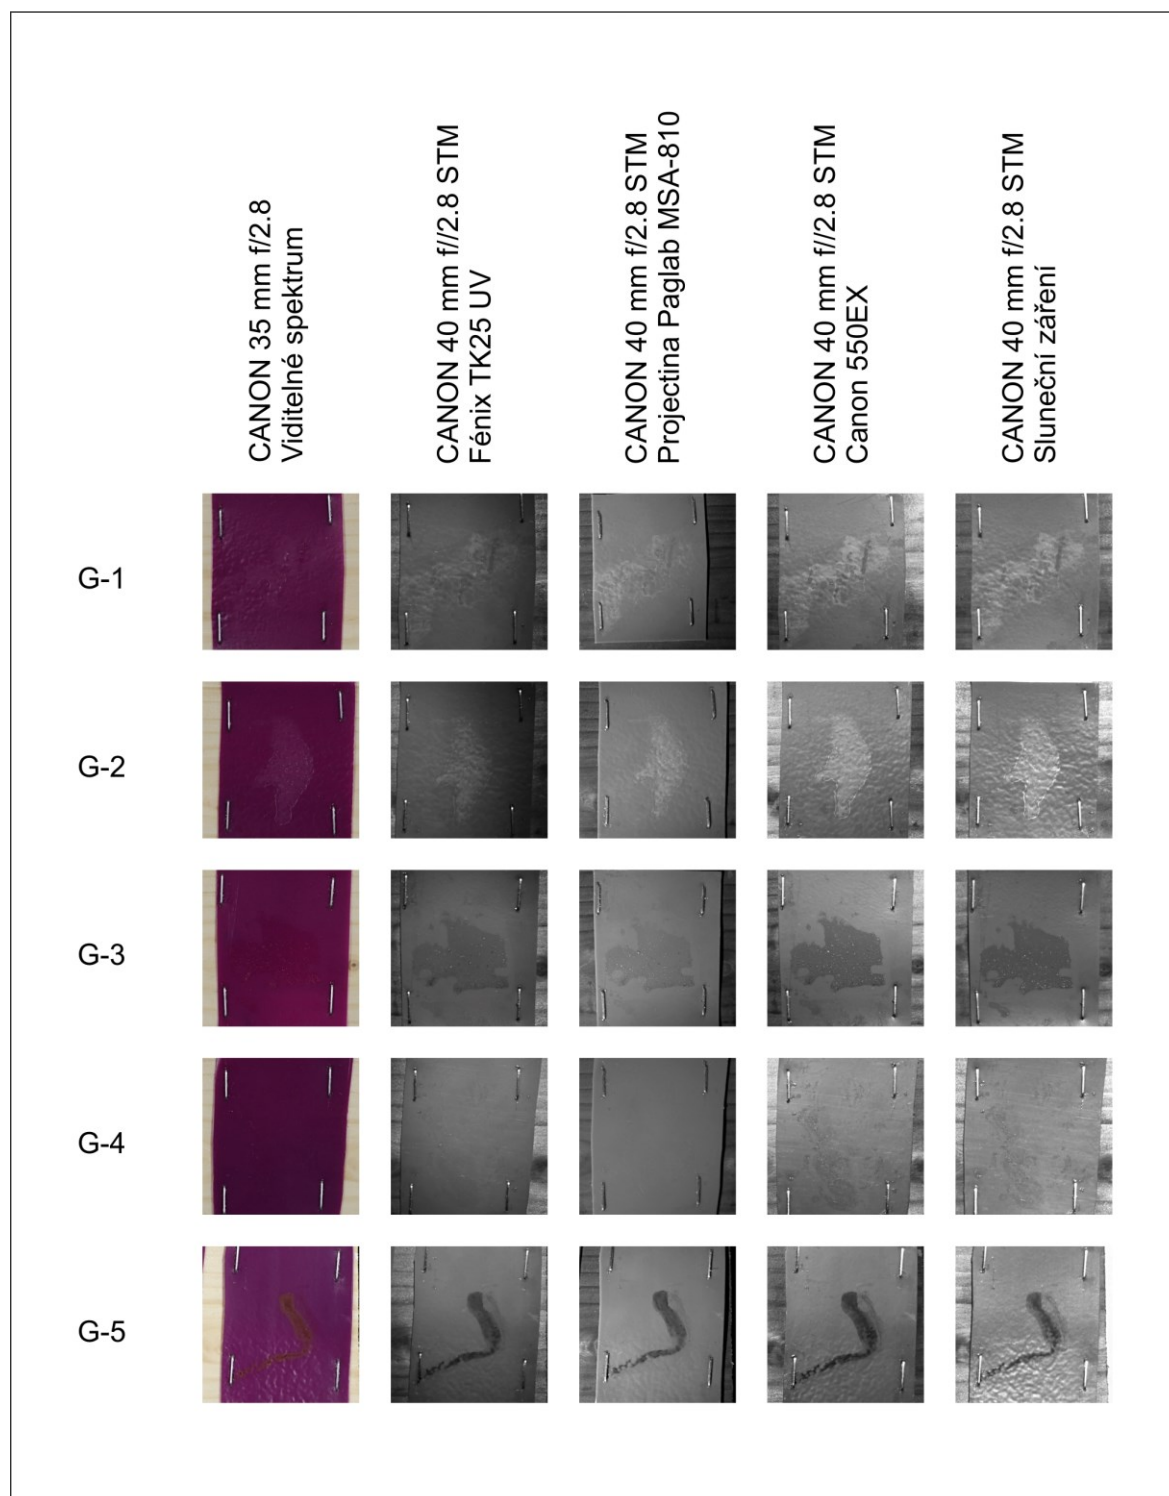 CANON 35 mm f/2.8
Viditelné spektrum
CANON 40 mm f//2.8 STM
Fénix TK25 UV
CANON 40 mm f/2.8 STM
Projectina Paglab MSA-810
CANON 40 mm f//2.8 STM
Canon 550EX
CANON 40 mm f/2.8 STM
Sluneční záření
G-1
G-2
G-3
G-4
G-5